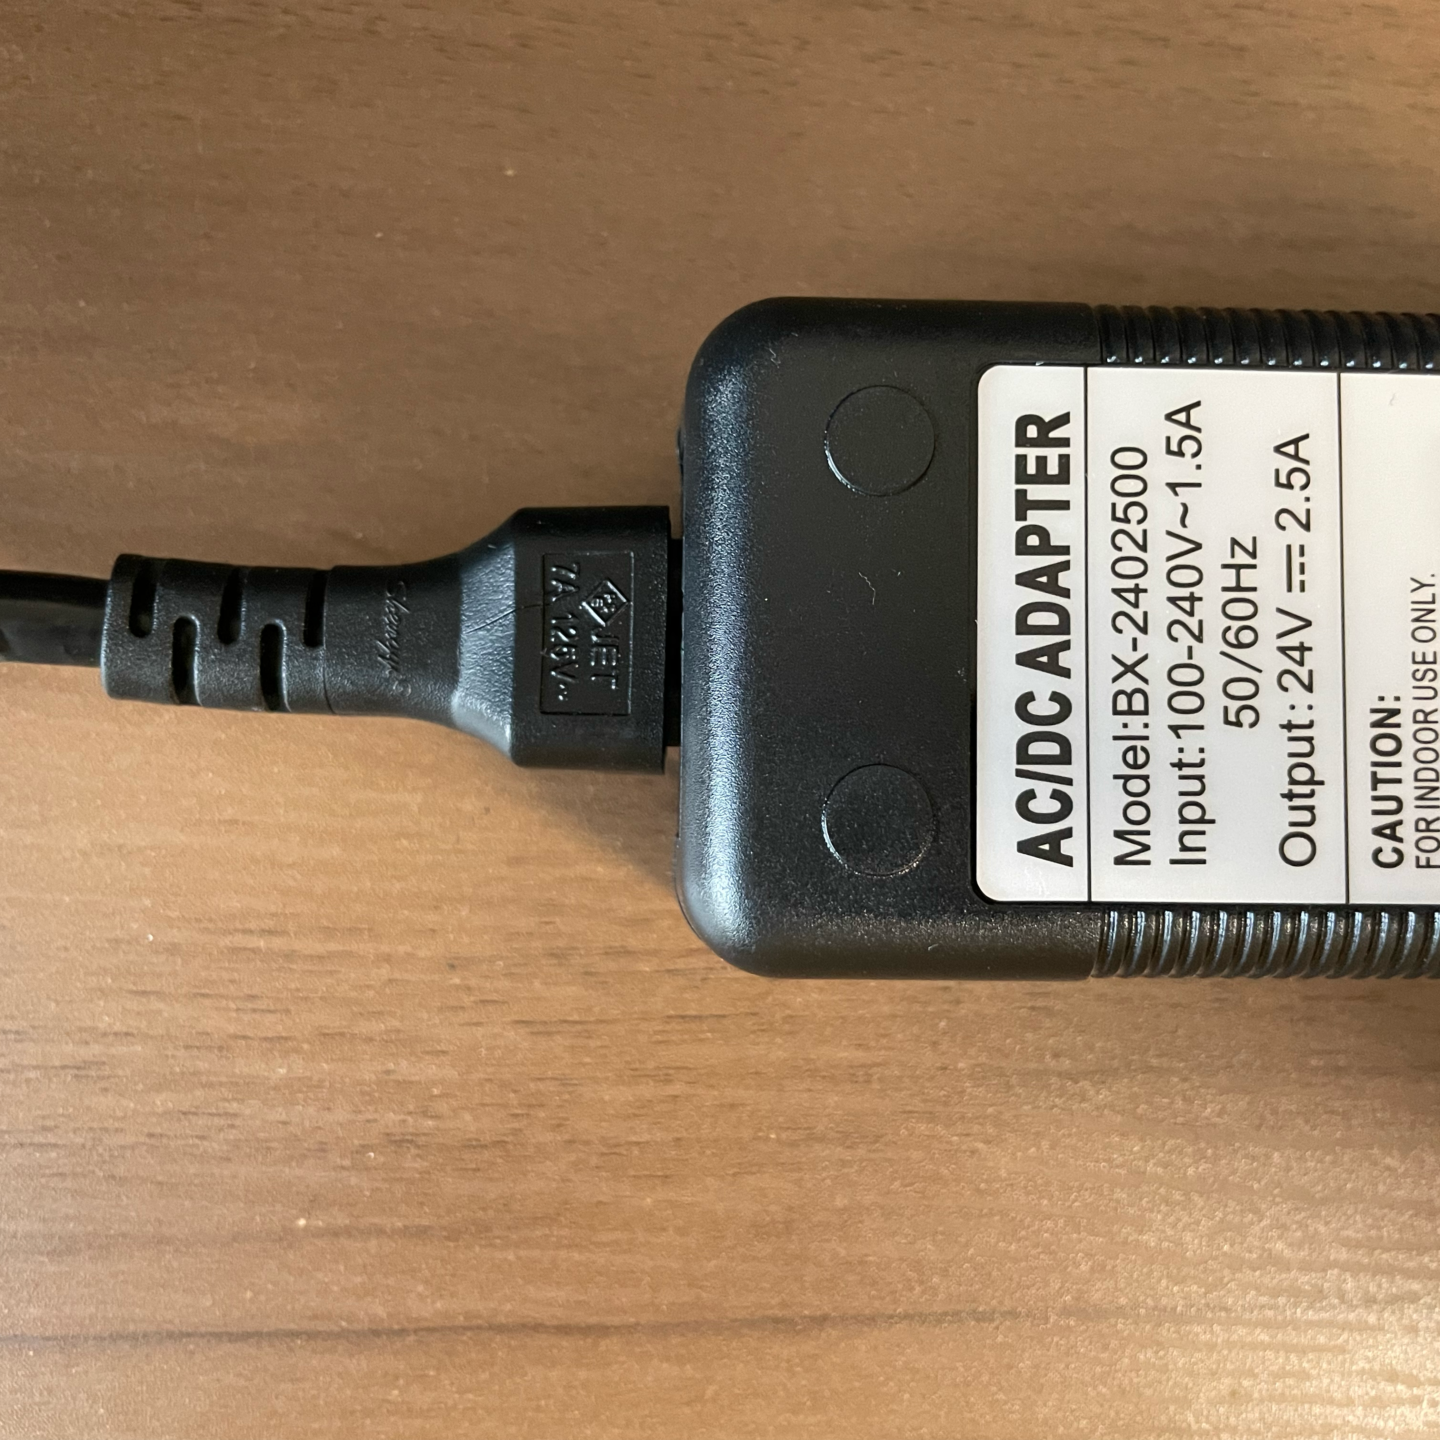 AC/DC ADAPTER
Model:BX-2402500
Input:100-240V~1.5A
50/60Hz
Output:24V ⎓ 2.5A
CAUTION:
FOR INDOOR USE ONLY.
JET
7A 125V~